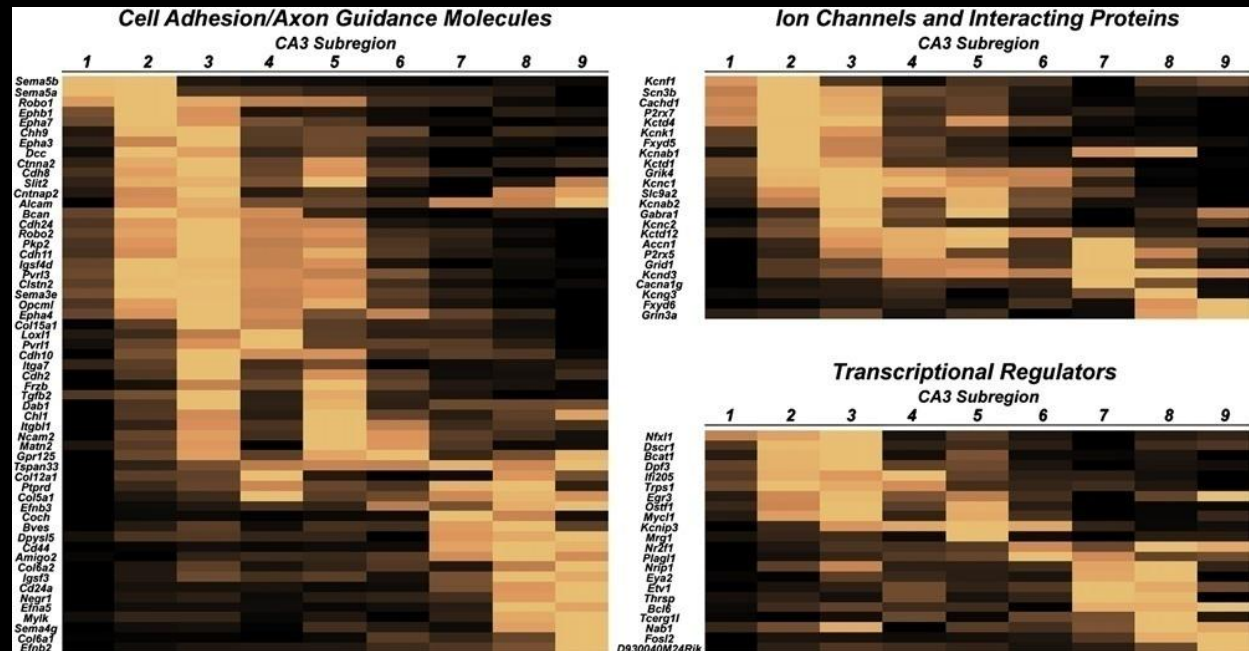 Cell Adhesion/Axon Guidance Molecules
CA3 Subregion
1 2 3 4 5 6 7 8 9
Sema5b
Sema5a
Robo1
Ephb1
Epha7
Chh9
Epha3
Dcc
Ctnna2
Cdh8
Slit2
Cntnap2
Alcam
Bcan
Cdh24
Robo2
Pkp2
Cdh11
Igsf4d
Pvrl3
Clstn2
Sema3e
Opcml
Epha4
Col15a1
Loxl1
Pvrl1
Cdh10
Itga7
Cdh2
Frzb
Tgfb2
Dab1
Chl1
Itgbl1
Ncam2
Matn2
Gpr125
Tspan33
Col12a1
Ptprd
Col5a1
Efnb3
Coch
Bves
Dpysl5
Cd44
Amigo2
Col6a2
Igsf3
Cd24a
Negr1
Efna5
Mylk
Sema4g
Col6a1
Efnb2
Ion Channels and Interacting Proteins
CA3 Subregion
1 2 3 4 5 6 7 8 9
Kcnf1
Scn3b
Cachd1
P2rx7
Kctd4
Kcnk1
Fxyd5
Kcnab1
Kctd1
Grik4
Kcnc1
Slc9a2
Kcnab2
Gabra1
Kcnc2
Kctd12
Accn1
P2rx5
Grid1
Kcnd3
Cacna1g
Kcng3
Fxyd6
Grin3a
Transcriptional Regulators
CA3 Subregion
1 2 3 4 5 6 7 8 9
Nfxl1
Dscr1
Bcat1
Dpf3
Ifi205
Trps1
Egr3
Ostf1
Mycl1
Kcnip3
Mrg1
Nr2f1
Plagl1
Nrip1
Eya2
Etv1
Thrsp
Bcl6
Tcerg1l
Nab1
Fosl2
D930040M24Rik